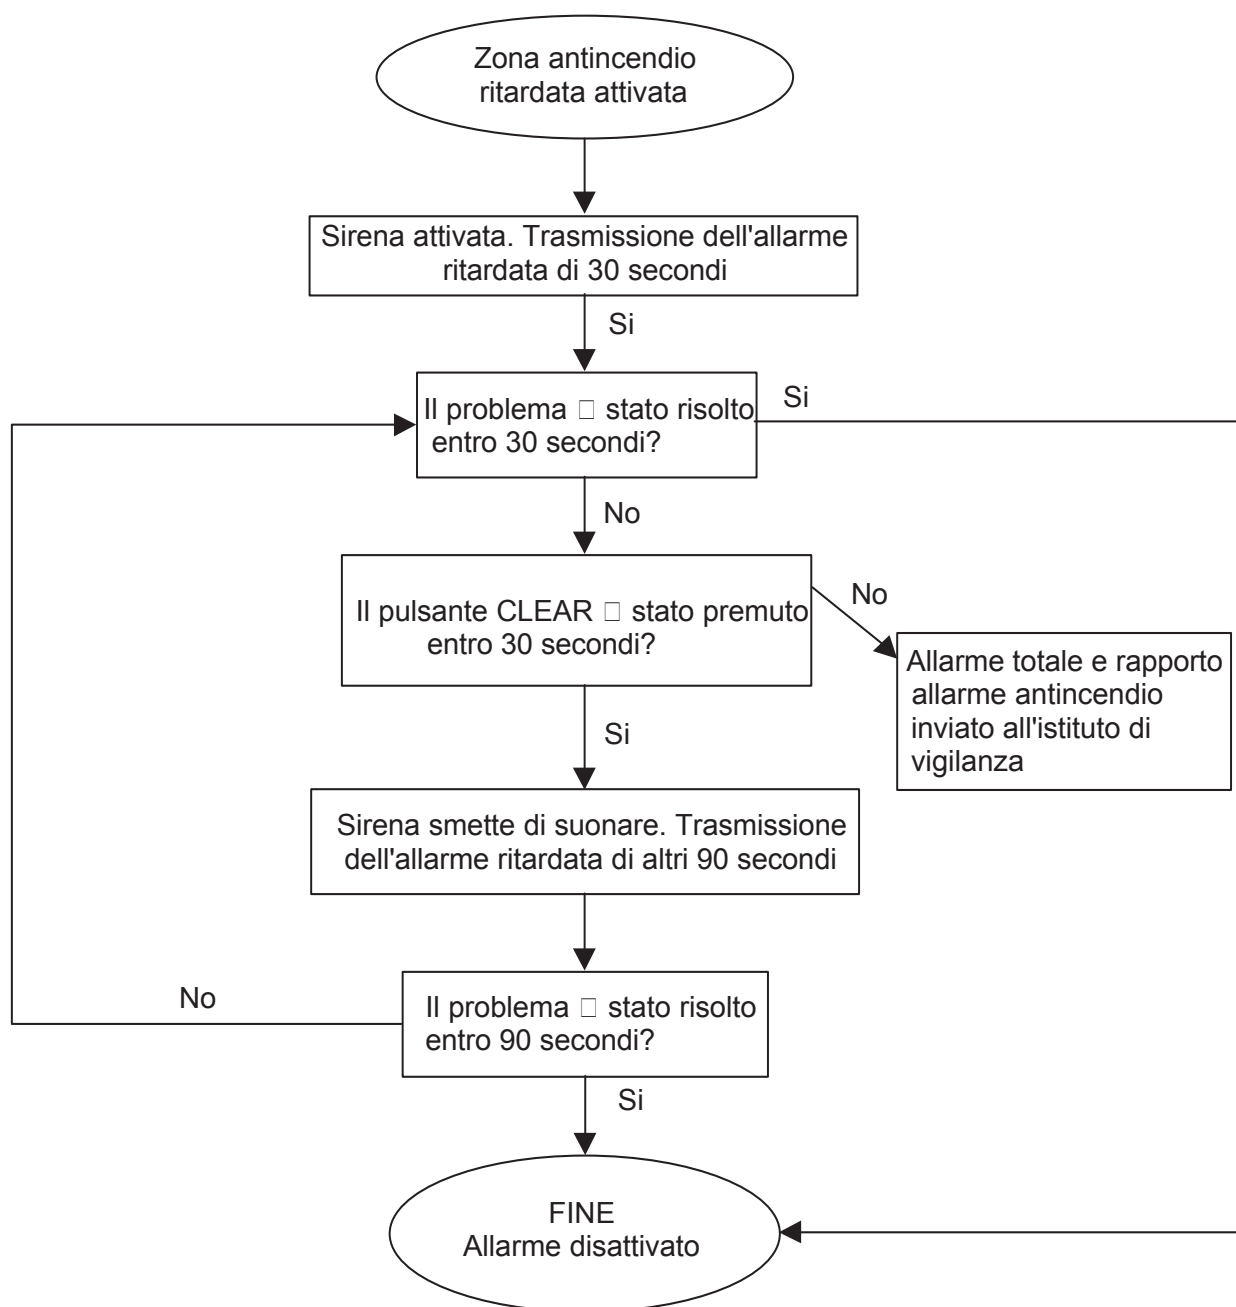 Zona antincendio
ritardata attivata
Sirena attivata. Trasmissione dell'allarme
ritardata di 30 secondi
Si
Il problema □ stato risolto
entro 30 secondi?
Si
No
Il pulsante CLEAR □ stato premuto
entro 30 secondi?
No
Allarme totale e rapporto
allarme antincendio
inviato all'istituto di
vigilanza
Si
Sirena smette di suonare. Trasmissione
dell'allarme ritardata di altri 90 secondi
No
Il problema □ stato risolto
entro 90 secondi?
Si
FINE
Allarme disattivato